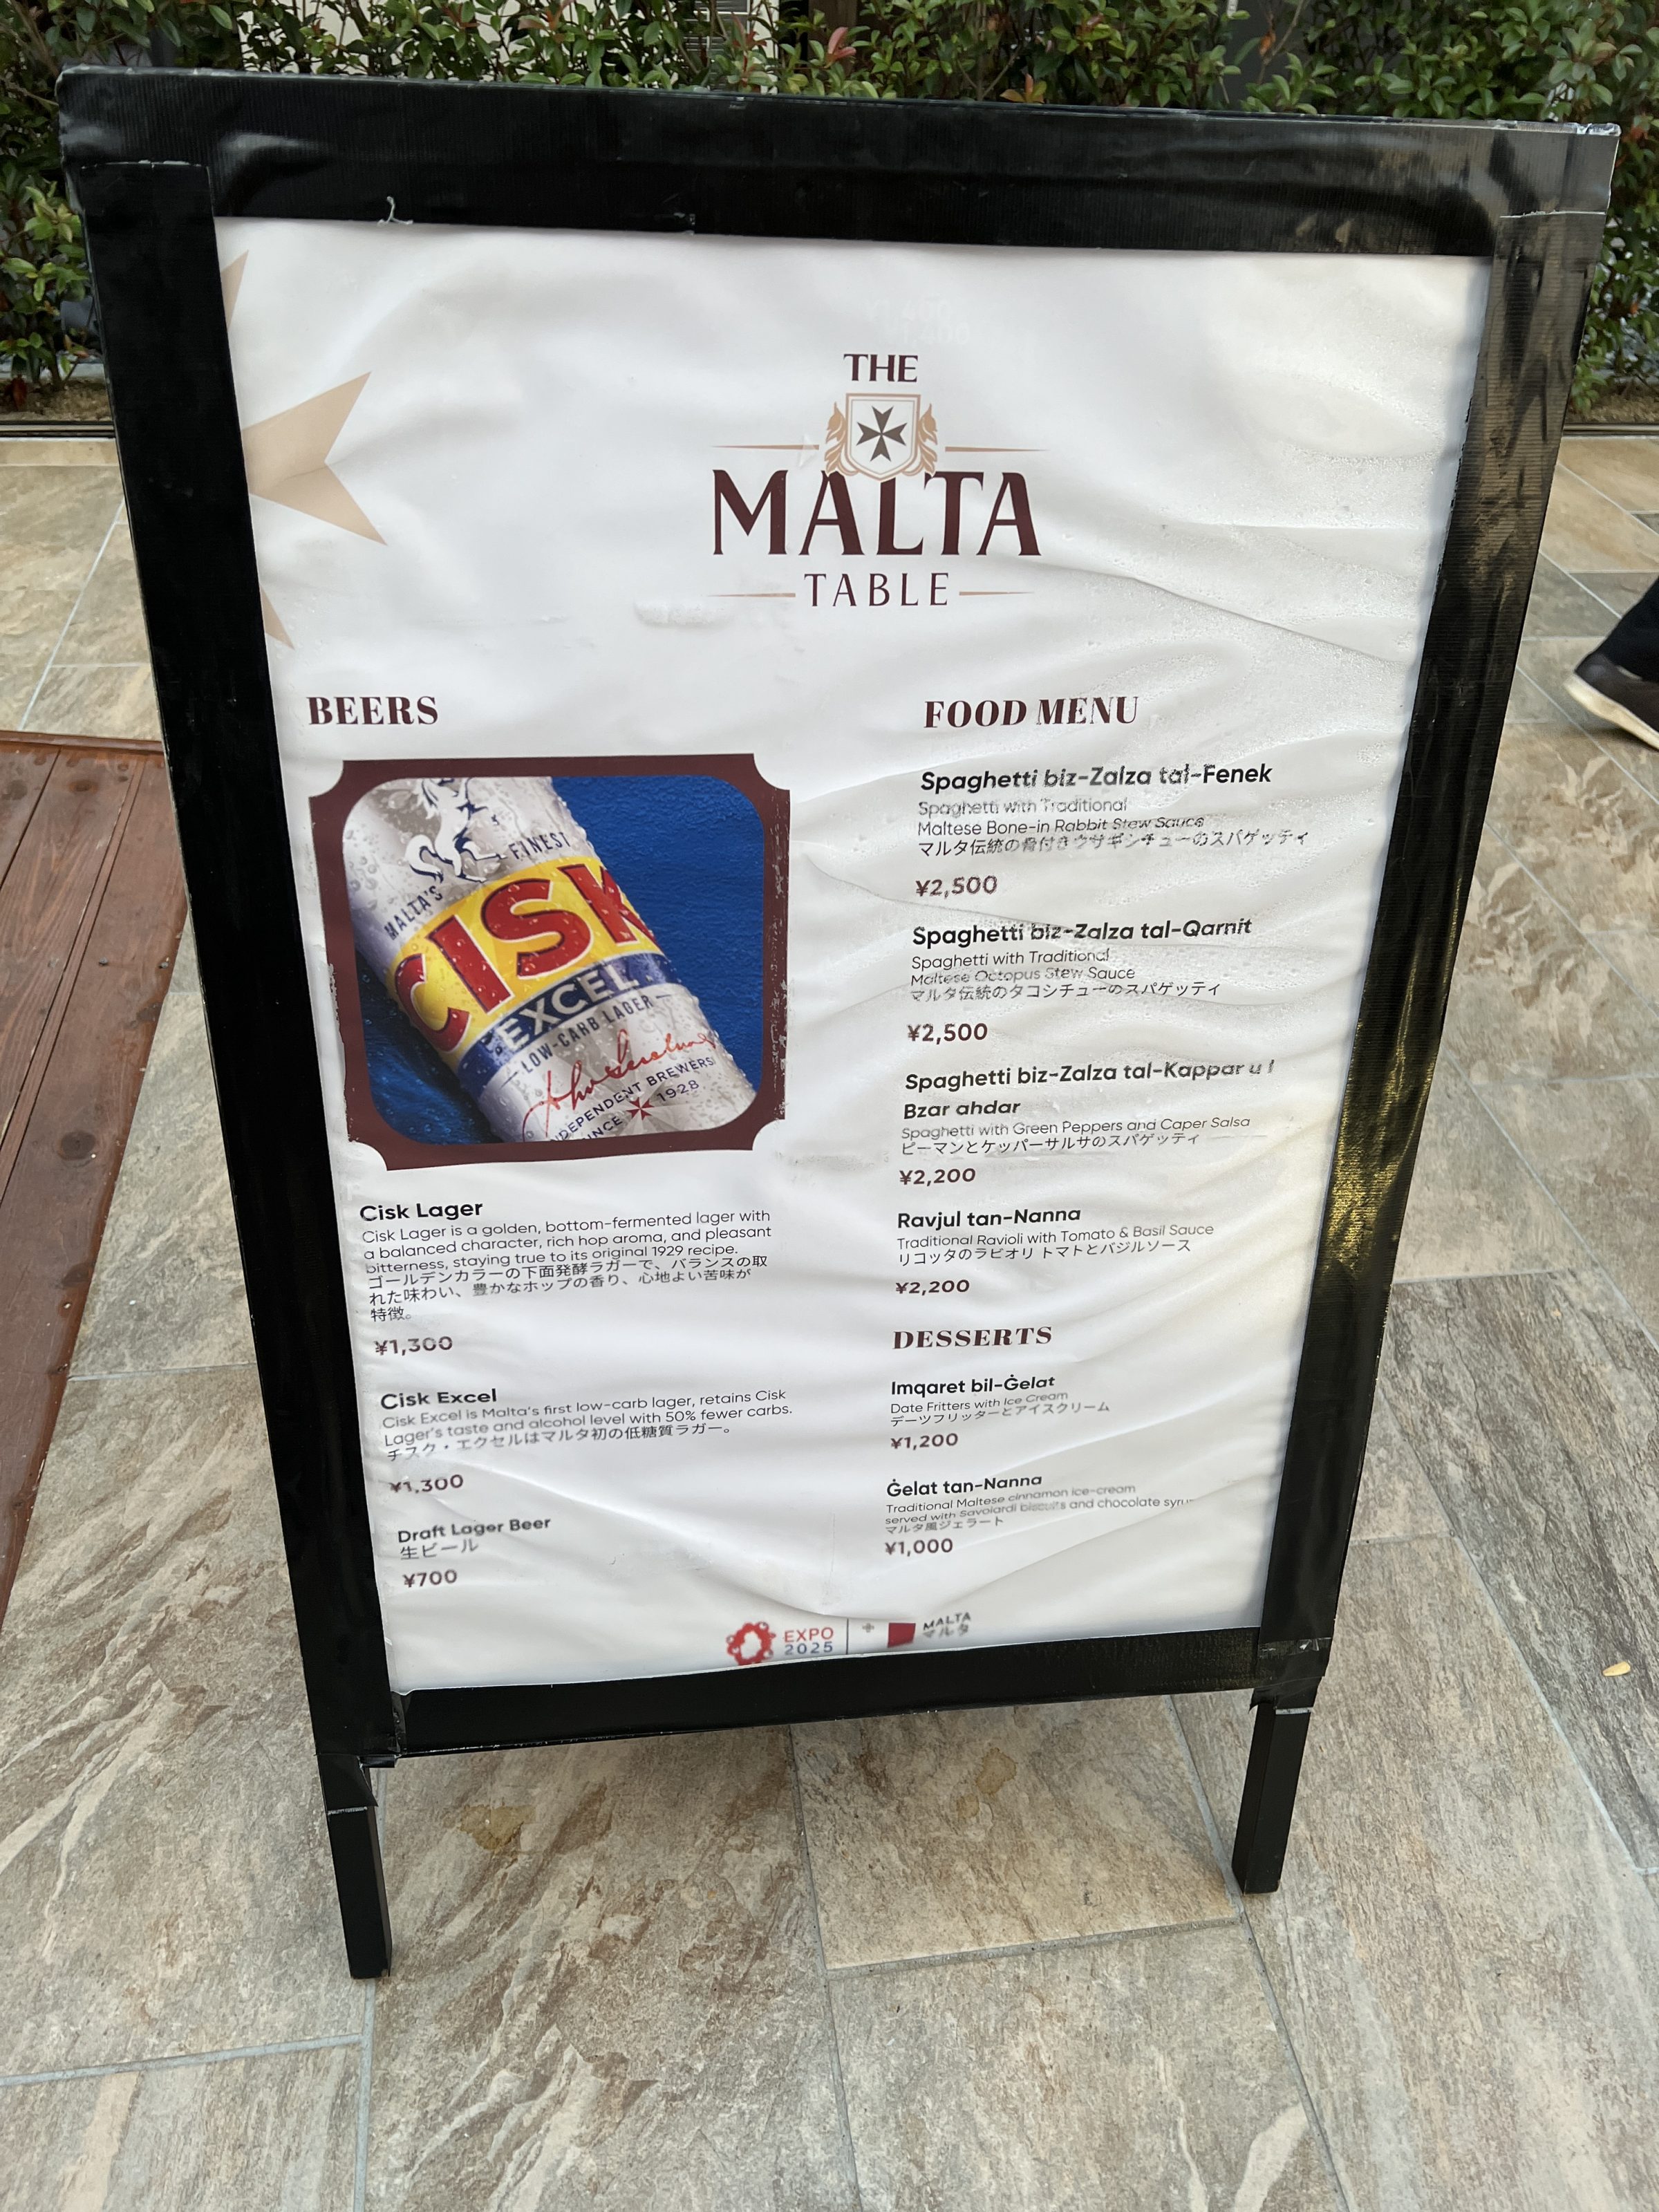 THE
MALTA
TABLE
BEERS
MALTA'S FINEST
CISK
EXCEL
LOW-CARB LAGER
INDEPENDENT BREWERS
SINCE 1928
Cisk Lager
Cisk Lager is a golden, bottom-fermented lager with
a balanced character, rich hop aroma, and pleasant
bitterness, staying true to its original 1929 recipe.
ゴールデンカラーの下面発酵ラガーで、バランスの取
れた味わい、豊かなホップの香り、心地よい苦味が
特徴。
¥1,300
Cisk Excel
Cisk Excel is Malta's first low-carb lager, retains Cisk
Lager's taste and alcohol level with 50% fewer carbs.
チスク・エクセルはマルタ初の低糖質ラガー。
¥1,300
Draft Lager Beer
生ビール
¥700
FOOD MENU
Spaghetti biz-Zalza tal-Fenek
Spaghetti with Traditional
Maltese Bone-in Rabbit Stew Sauce
マルタ伝統の骨付きウサギシチューのスパゲッティ
¥2,500
Spaghetti biz-Zalza tal-Qarnit
Spaghetti with Traditional
Maltese Octopus Stew Sauce
マルタ伝統のタコシチューのスパゲッティ
¥2,500
Spaghetti biz-Zalza tal-Kappar u l
Bzar ahdar
Spaghetti with Green Peppers and Caper Salsa
ピーマンとケッパーサルサのスパゲッティ
¥2,200
Ravjul tan-Nanna
Traditional Ravioli with Tomato & Basil Sauce
リコッタのラビオリ トマトとバジルソース
¥2,200
DESSERTS
Imqaret bil-Ġelat
Date Fritters with Ice Cream
デーツフリッターとアイスクリーム
¥1,200
Ġelat tan-Nanna
Traditional Maltese cinnamon ice-cream
served with Savoiardi biscuits and chocolate syru
マルタ風ジェラート
¥1,000
EXPO
2025
MALTA
マルタ